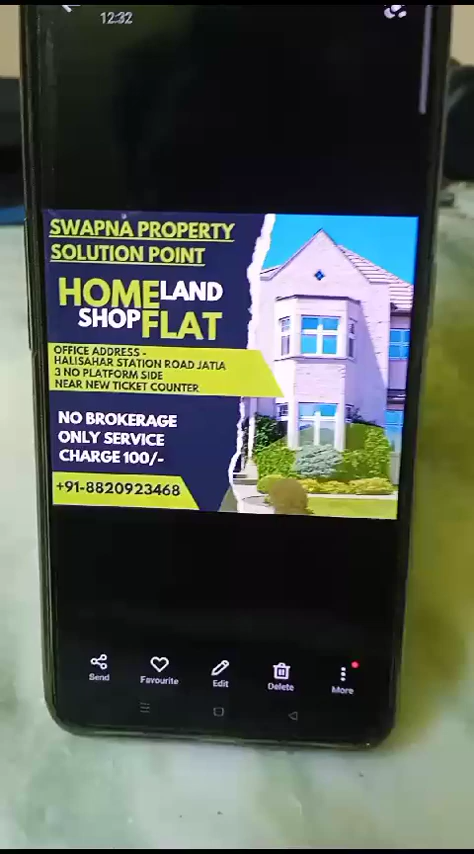 12:32
SWAPNA PROPERTY
SOLUTION POINT
HOME LAND
SHOP FLAT
OFFICE ADDRESS -
HALISAHAR STATION ROAD JATIA
3 NO PLATFORM SIDE
NEAR NEW TICKET COUNTER
NO BROKERAGE
ONLY SERVICE
CHARGE 100/-
+91-8820923468
Send Favourite Edit Delete More